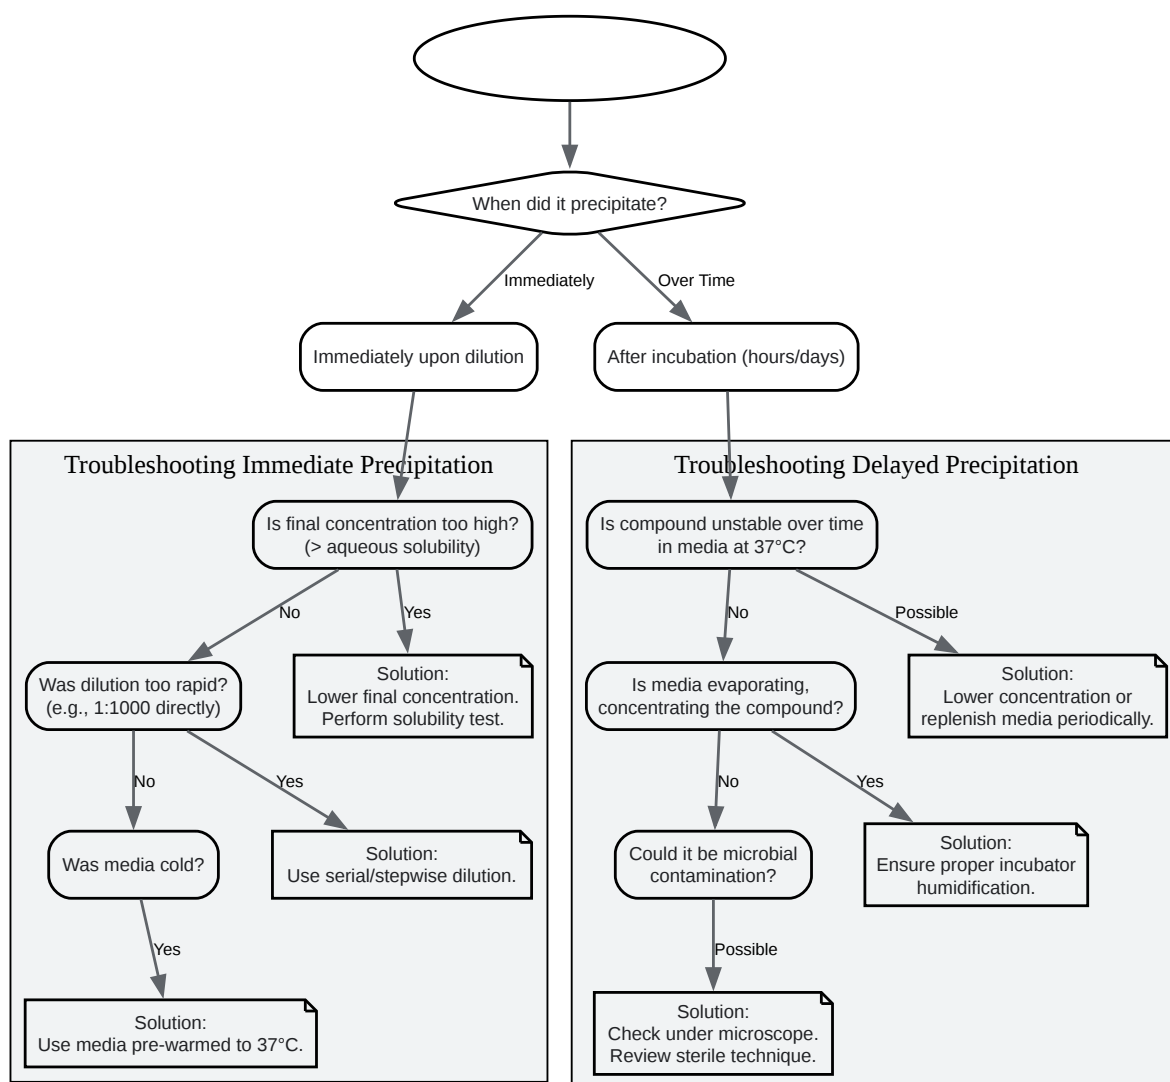 When did it precipitate?
Immediately
Over Time
Immediately upon dilution
After incubation (hours/days)
Troubleshooting Immediate Precipitation
Is final concentration too high?
(> aqueous solubility)
No
Yes
Was dilution too rapid?
(e.g., 1:1000 directly)
Solution:
Lower final concentration.
Perform solubility test.
No
Yes
Was media cold?
Solution:
Use serial/stepwise dilution.
Yes
Solution:
Use media pre-warmed to 37°C.
Troubleshooting Delayed Precipitation
Is compound unstable over time
in media at 37°C?
No
Possible
Is media evaporating,
concentrating the compound?
Solution:
Lower concentration or
replenish media periodically.
No
Yes
Could it be microbial
contamination?
Solution:
Ensure proper incubator
humidification.
Possible
Solution:
Check under microscope.
Review sterile technique.